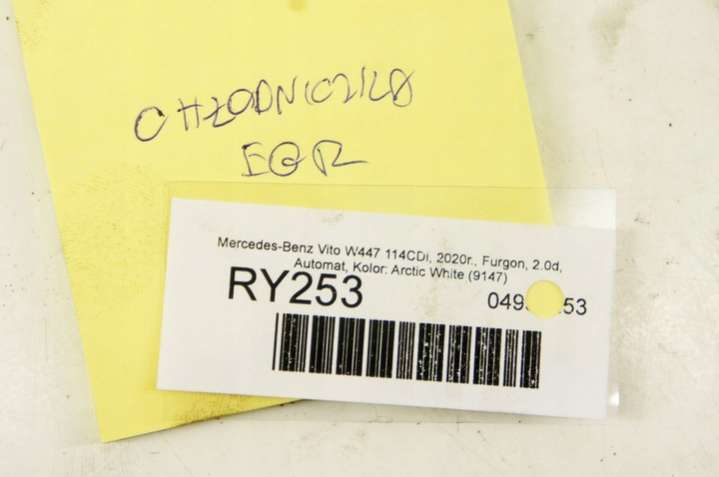 CHŁODNICZKA
EGR
Mercedes-Benz Vito W447 114CDi, 2020r., Furgon, 2.0d,
Automat, Kolor: Arctic White (9147)
RY253